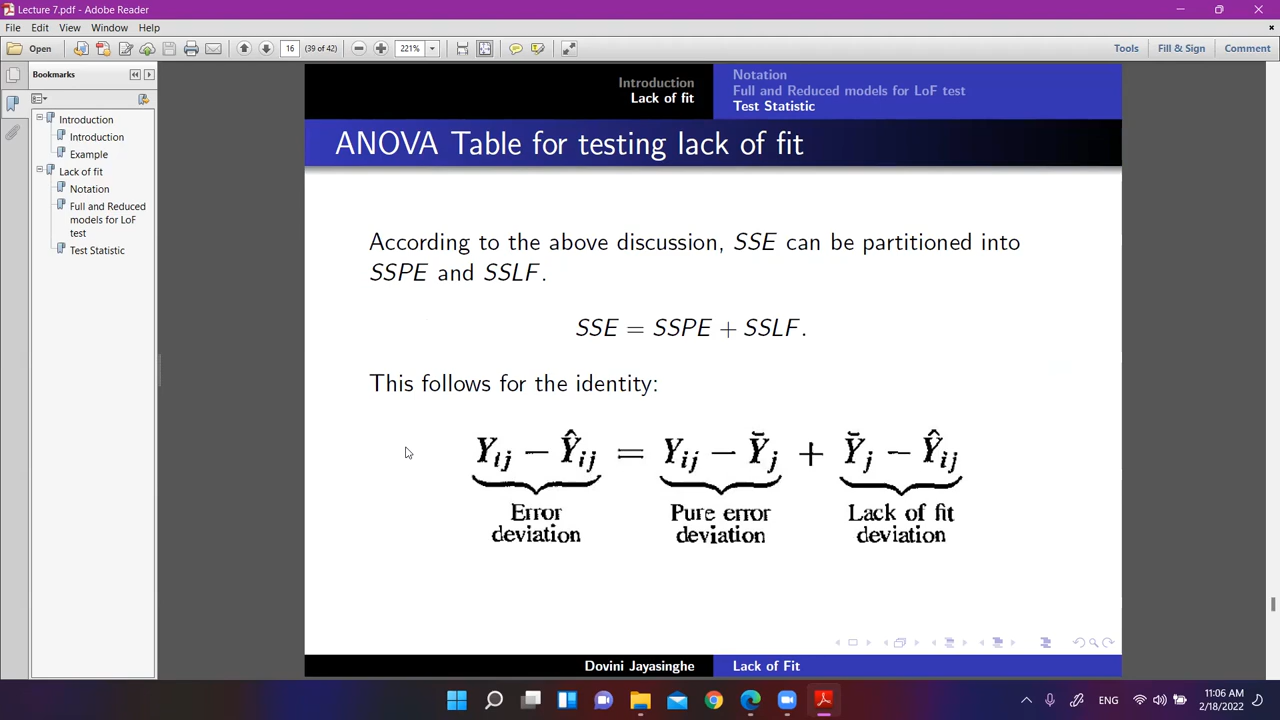 Lecture 7.pdf - Adobe Reader
File Edit View Window Help
Open 16 (39 of 42) 221% Tools Fill & Sign Comment
Bookmarks
Introduction
Introduction
Example
Lack of fit
Notation
Full and Reduced
models for LoF
test
Test Statistic
Introduction
Lack of fit
Notation
Full and Reduced models for LoF test
Test Statistic
ANOVA Table for testing lack of fit
According to the above discussion, SSE can be partitioned into
SSPE and SSLF.
SSE = SSPE + SSLF.
This follows for the identity:
Y_ij − Ŷ_ij = Y_ij − Ȳ_j + Ȳ_j − Ŷ_ij
Error
deviation
Pure error
deviation
Lack of fit
deviation
Dovini Jayasinghe Lack of Fit
ENG
11:06 AM
2/18/2022